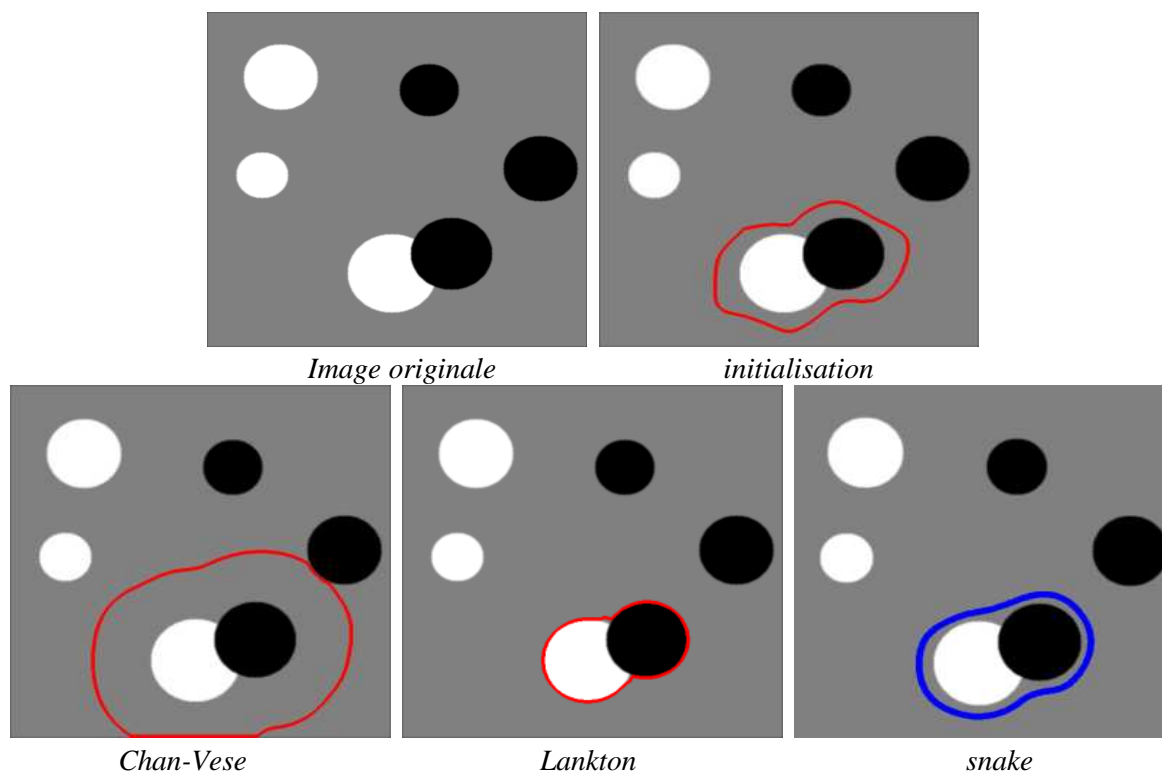 Image originale
initialisation
Chan-Vese
Lankton
snake